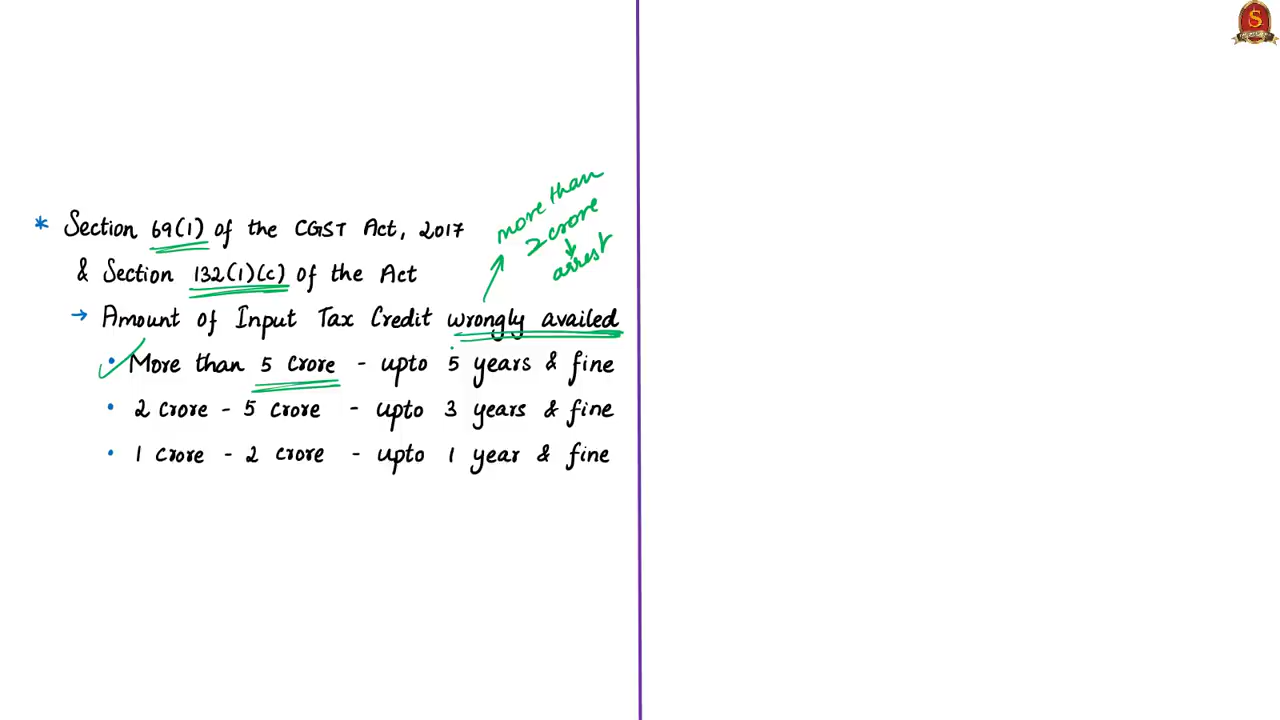 * Section 69(1) of the CGST Act, 2017
& Section 132(1)(c) of the Act
more than
2 crore
↓
arrest
→ Amount of Input Tax Credit wrongly availed
• More than 5 crore - upto 5 years & fine
• 2 crore - 5 crore - upto 3 years & fine
• 1 crore - 2 crore - upto 1 year & fine
S